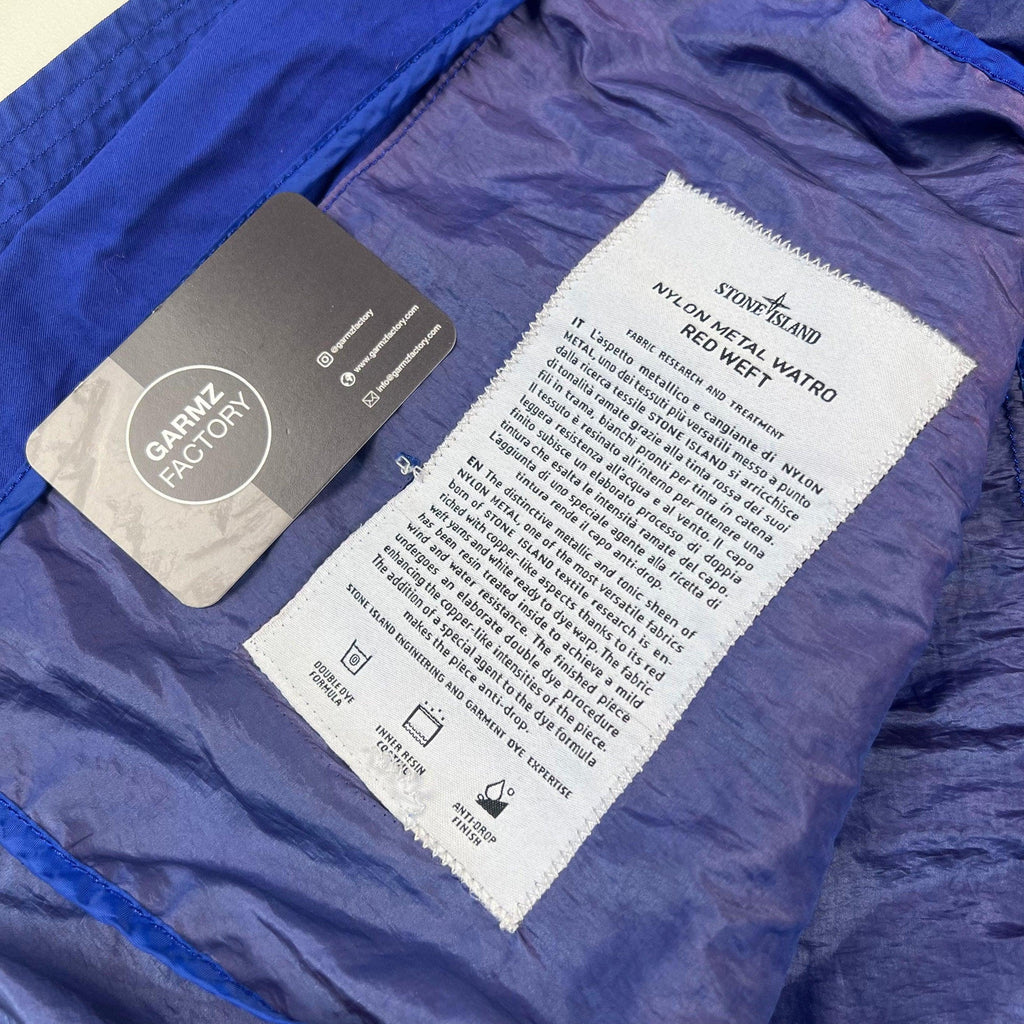 GARMZ
FACTORY
@garmzfactory
www.garmzfactory.com
info@garmzfactory.com
STONE ISLAND
NYLON METAL WATRO
RED WEFT
FABRIC RESEARCH AND TREATMENT
IT L'aspetto metallico e cangiante di NYLON
METAL, uno dei tessuti più versatili messo a punto
dalla ricerca tessile STONE ISLAND si arricchisce
di tonalità ramate grazie alla tinta rossa dei suoi
fili in trama, bianchi pronti per tinta in catena
Il tessuto è resinato all'interno per ottenere una
leggera resistenza all'acqua e al vento. Il capo
finito subisce un elaborato processo di doppia
tintura che esalta le intensità ramate del capo.
L'aggiunta di uno speciale agente alla ricetta di
tintura rende il capo anti-drop.
EN The distinctive metallic and tonic sheen of
NYLON METAL, one of the most versatile fabrics
born of STONE ISLAND textile research is en-
riched with copper-like aspects thanks to its red
weft yarns and white ready to dye warp. The fabric
has been resin treated inside to achieve a mild
wind and water resistance. The finished piece
undergoes an elaborate double dye procedure
enhancing the copper-like intensities of the piece.
The addition of a special agent to the dye formula
makes the piece anti-drop.
STONE ISLAND ENGINEERING AND GARMENT DYE EXPERTISE
DOUBLE DYE
FORMULA
INNER RESIN
ANTI-DROP
FINISH